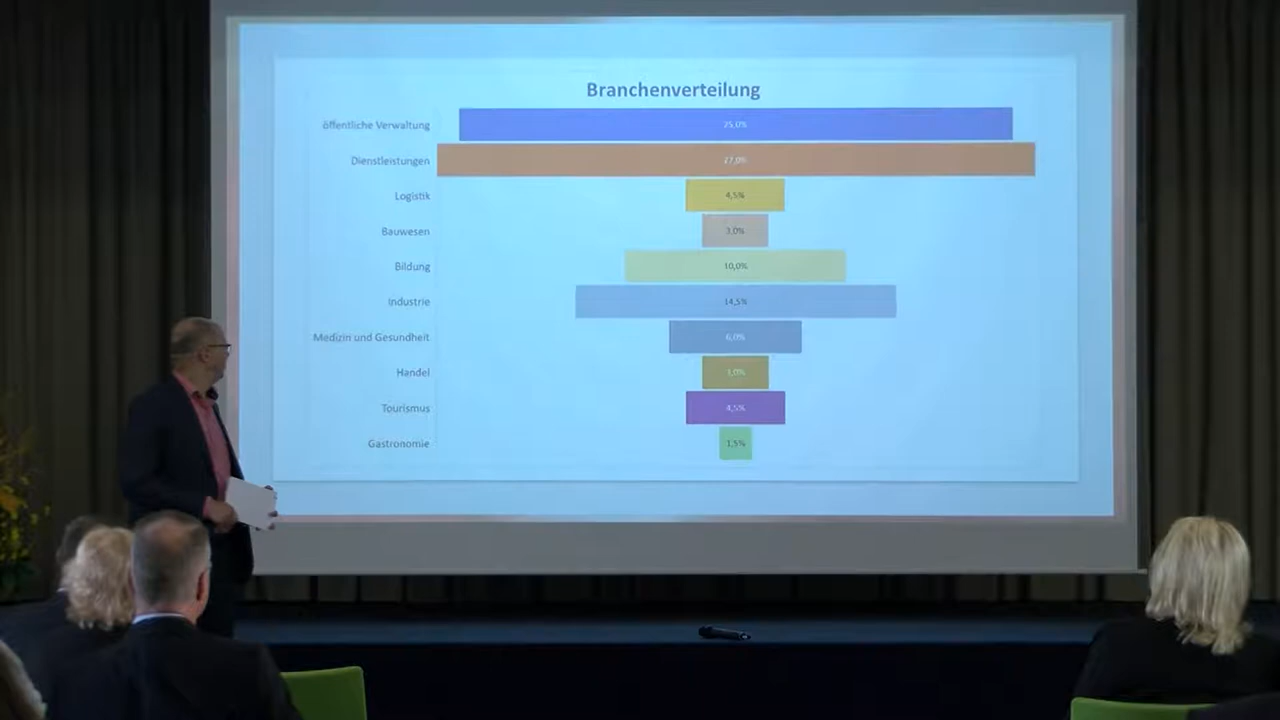 Branchenverteilung
öffentliche Verwaltung 25,0%
Dienstleistungen 27,0%
Logistik 4,5%
Bauwesen 3,0%
Bildung 10,0%
Industrie 14,5%
Medizin und Gesundheit 6,0%
Handel 3,0%
Tourismus 4,5%
Gastronomie 1,5%